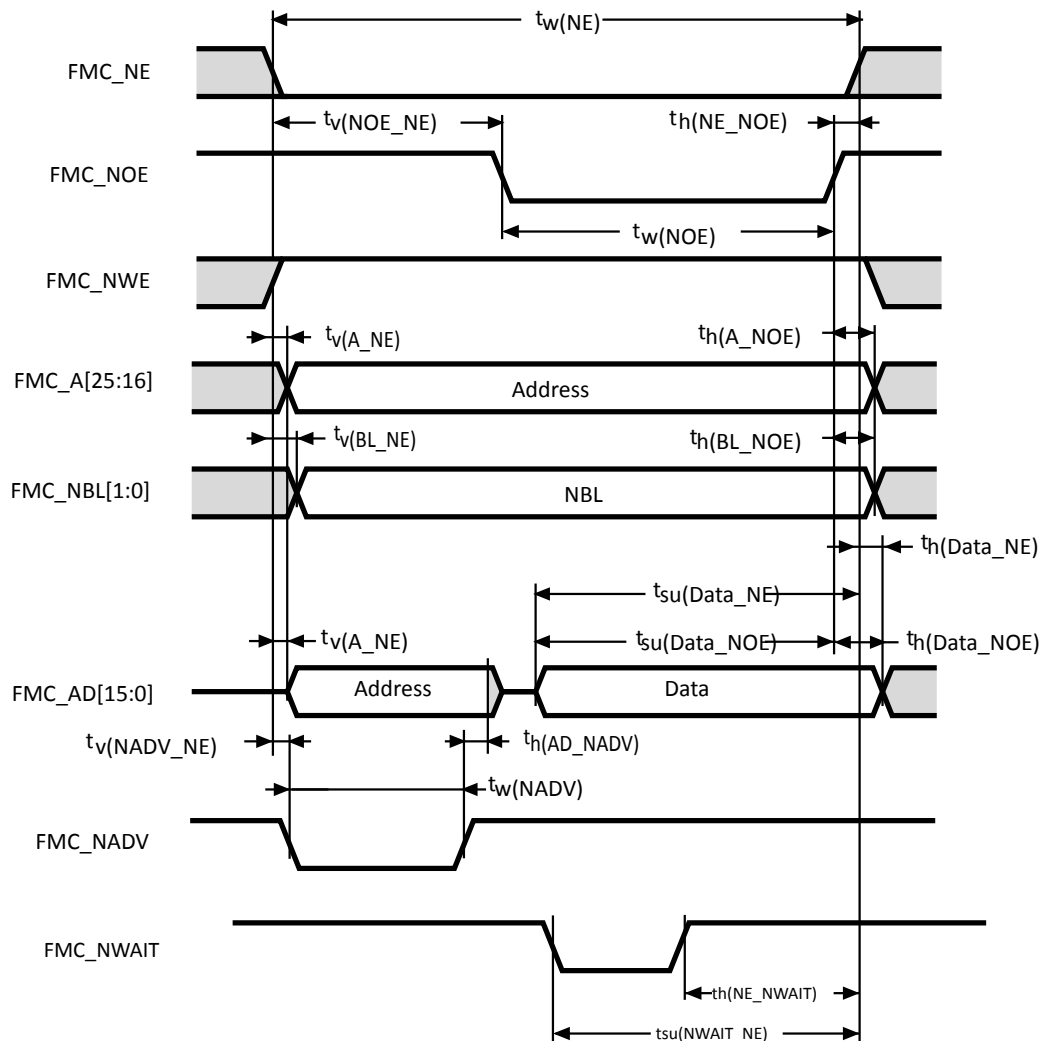 tw(NE)
FMC_NE
tv(NOE_NE)
th(NE_NOE)
FMC_NOE
tw(NOE)
FMC_NWE
tv(A_NE)
th(A_NOE)
FMC_A[25:16]
Address
tv(BL_NE)
th(BL_NOE)
FMC_NBL[1:0]
NBL
th(Data_NE)
tsu(Data_NE)
tv(A_NE)
tsu(Data_NOE)
th(Data_NOE)
FMC_AD[15:0]
Address
Data
tv(NADV_NE)
th(AD_NADV)
tw(NADV)
FMC_NADV
FMC_NWAIT
th(NE_NWAIT)
tsu(NWAIT_NE)